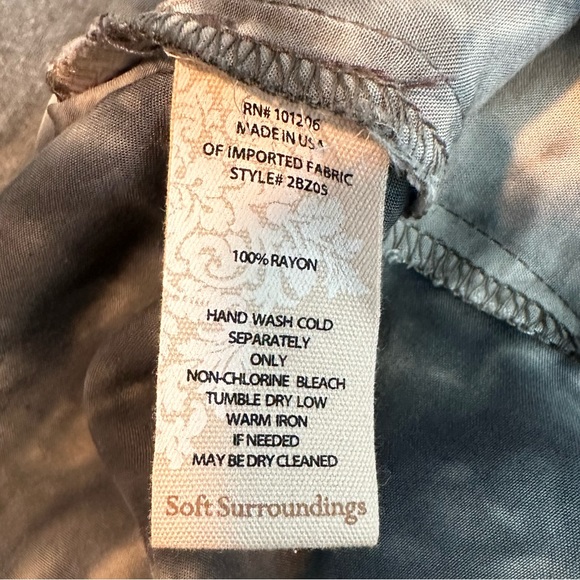 RN# 101206
MADE IN USA
OF IMPORTED FABRIC
STYLE# 2BZ0S
100% RAYON
HAND WASH COLD
SEPARATELY
ONLY
NON-CHLORINE BLEACH
TUMBLE DRY LOW
WARM IRON
IF NEEDED
MAY BE DRY CLEANED
Soft Surroundings